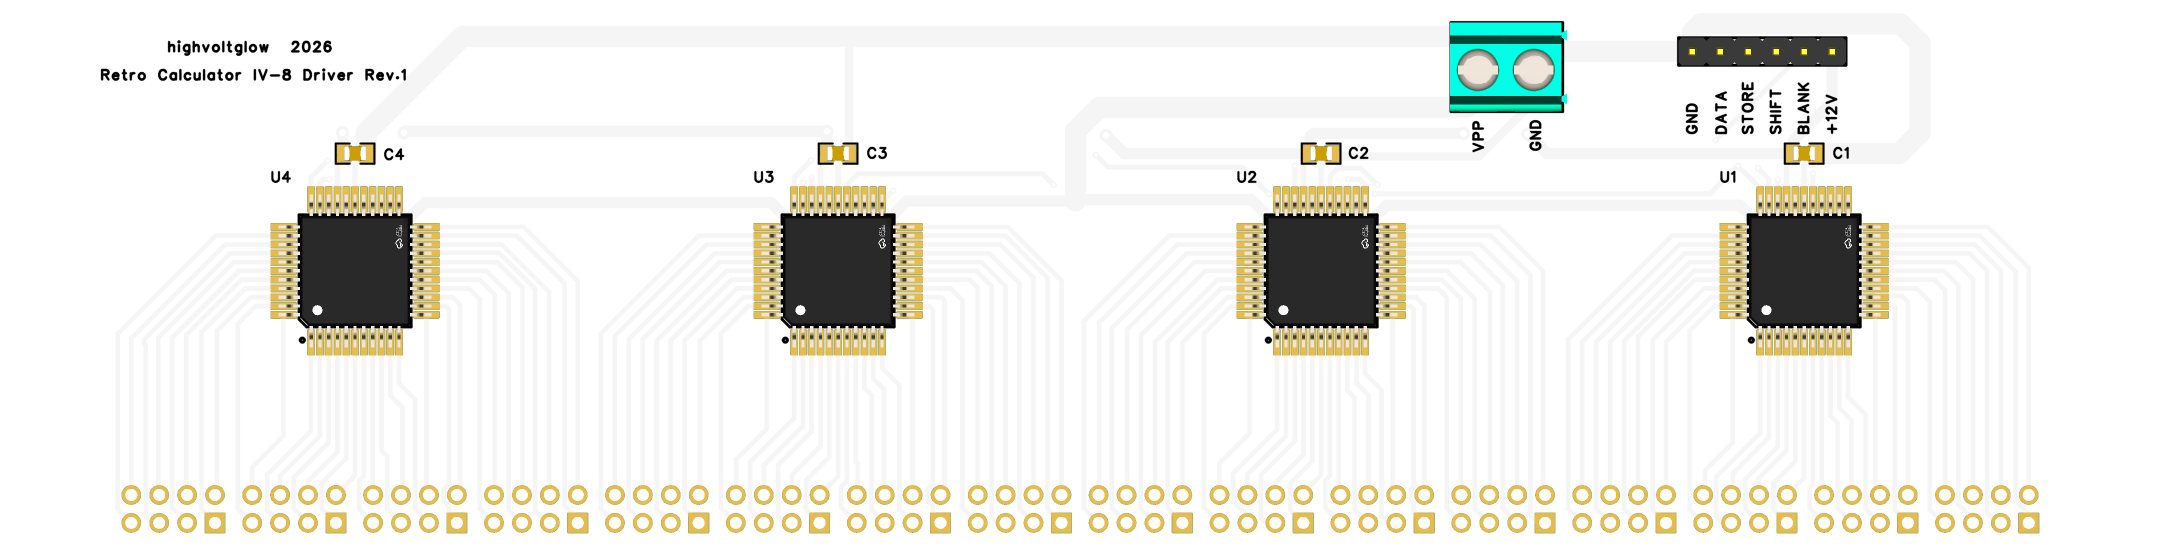 highvoltglow 2026
Retro Calculator IV-8 Driver Rev.1
GND
DATA
STORE
SHIFT
BLANK
+12V
VPP
GND
C4
C3
C2
C1
U4
U3
U2
U1